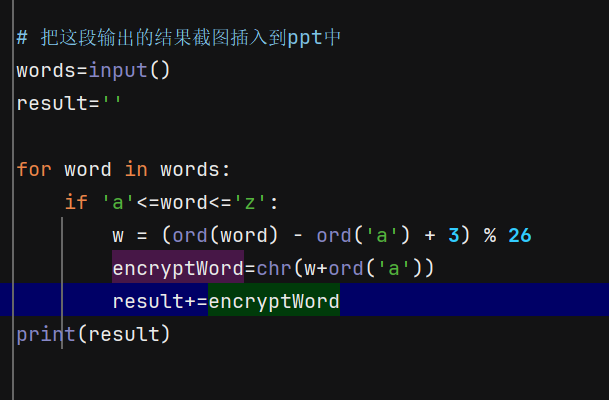 # 把这段输出的结果截图插入到ppt中
words=input()
result=''
for word in words:
    if 'a'<=word<='z':
        w = (ord(word) - ord('a') + 3) % 26
        encryptWord=chr(w+ord('a'))
        result+=encryptWord
print(result)